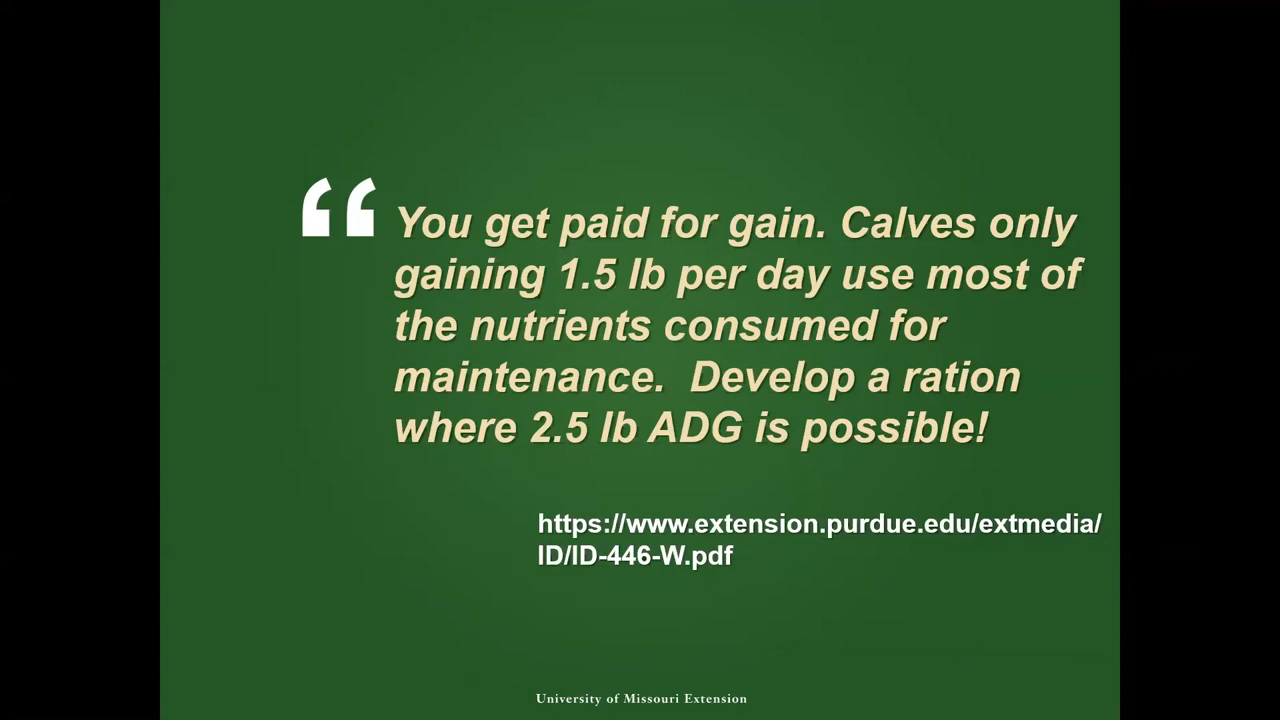 “ You get paid for gain. Calves only
gaining 1.5 lb per day use most of
the nutrients consumed for
maintenance.  Develop a ration
where 2.5 lb ADG is possible!
https://www.extension.purdue.edu/extmedia/
ID/ID-446-W.pdf
University of Missouri Extension